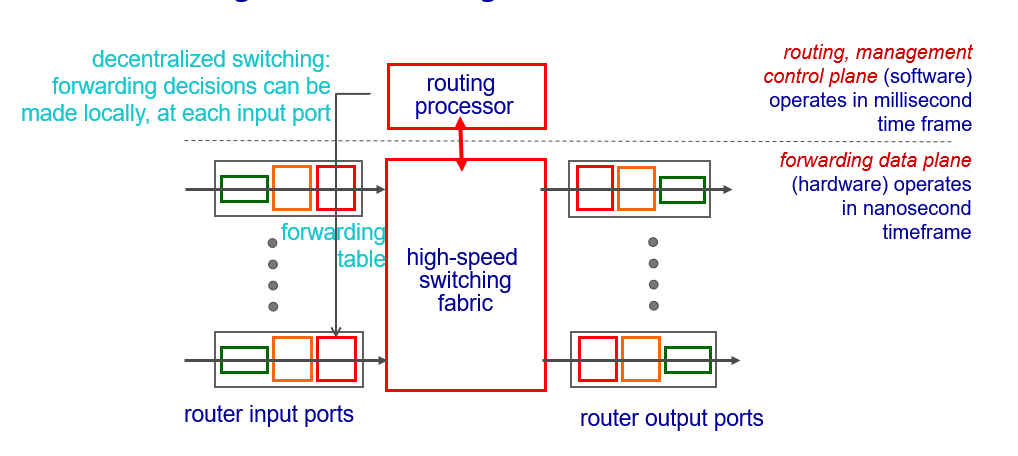 decentralized switching:
forwarding decisions can be
made locally, at each input port
routing
processor
routing, management
control plane (software)
operates in millisecond
time frame
forwarding data plane
(hardware) operates
in nanosecond
timeframe
forwarding
table
high-speed
switching
fabric
router input ports
router output ports